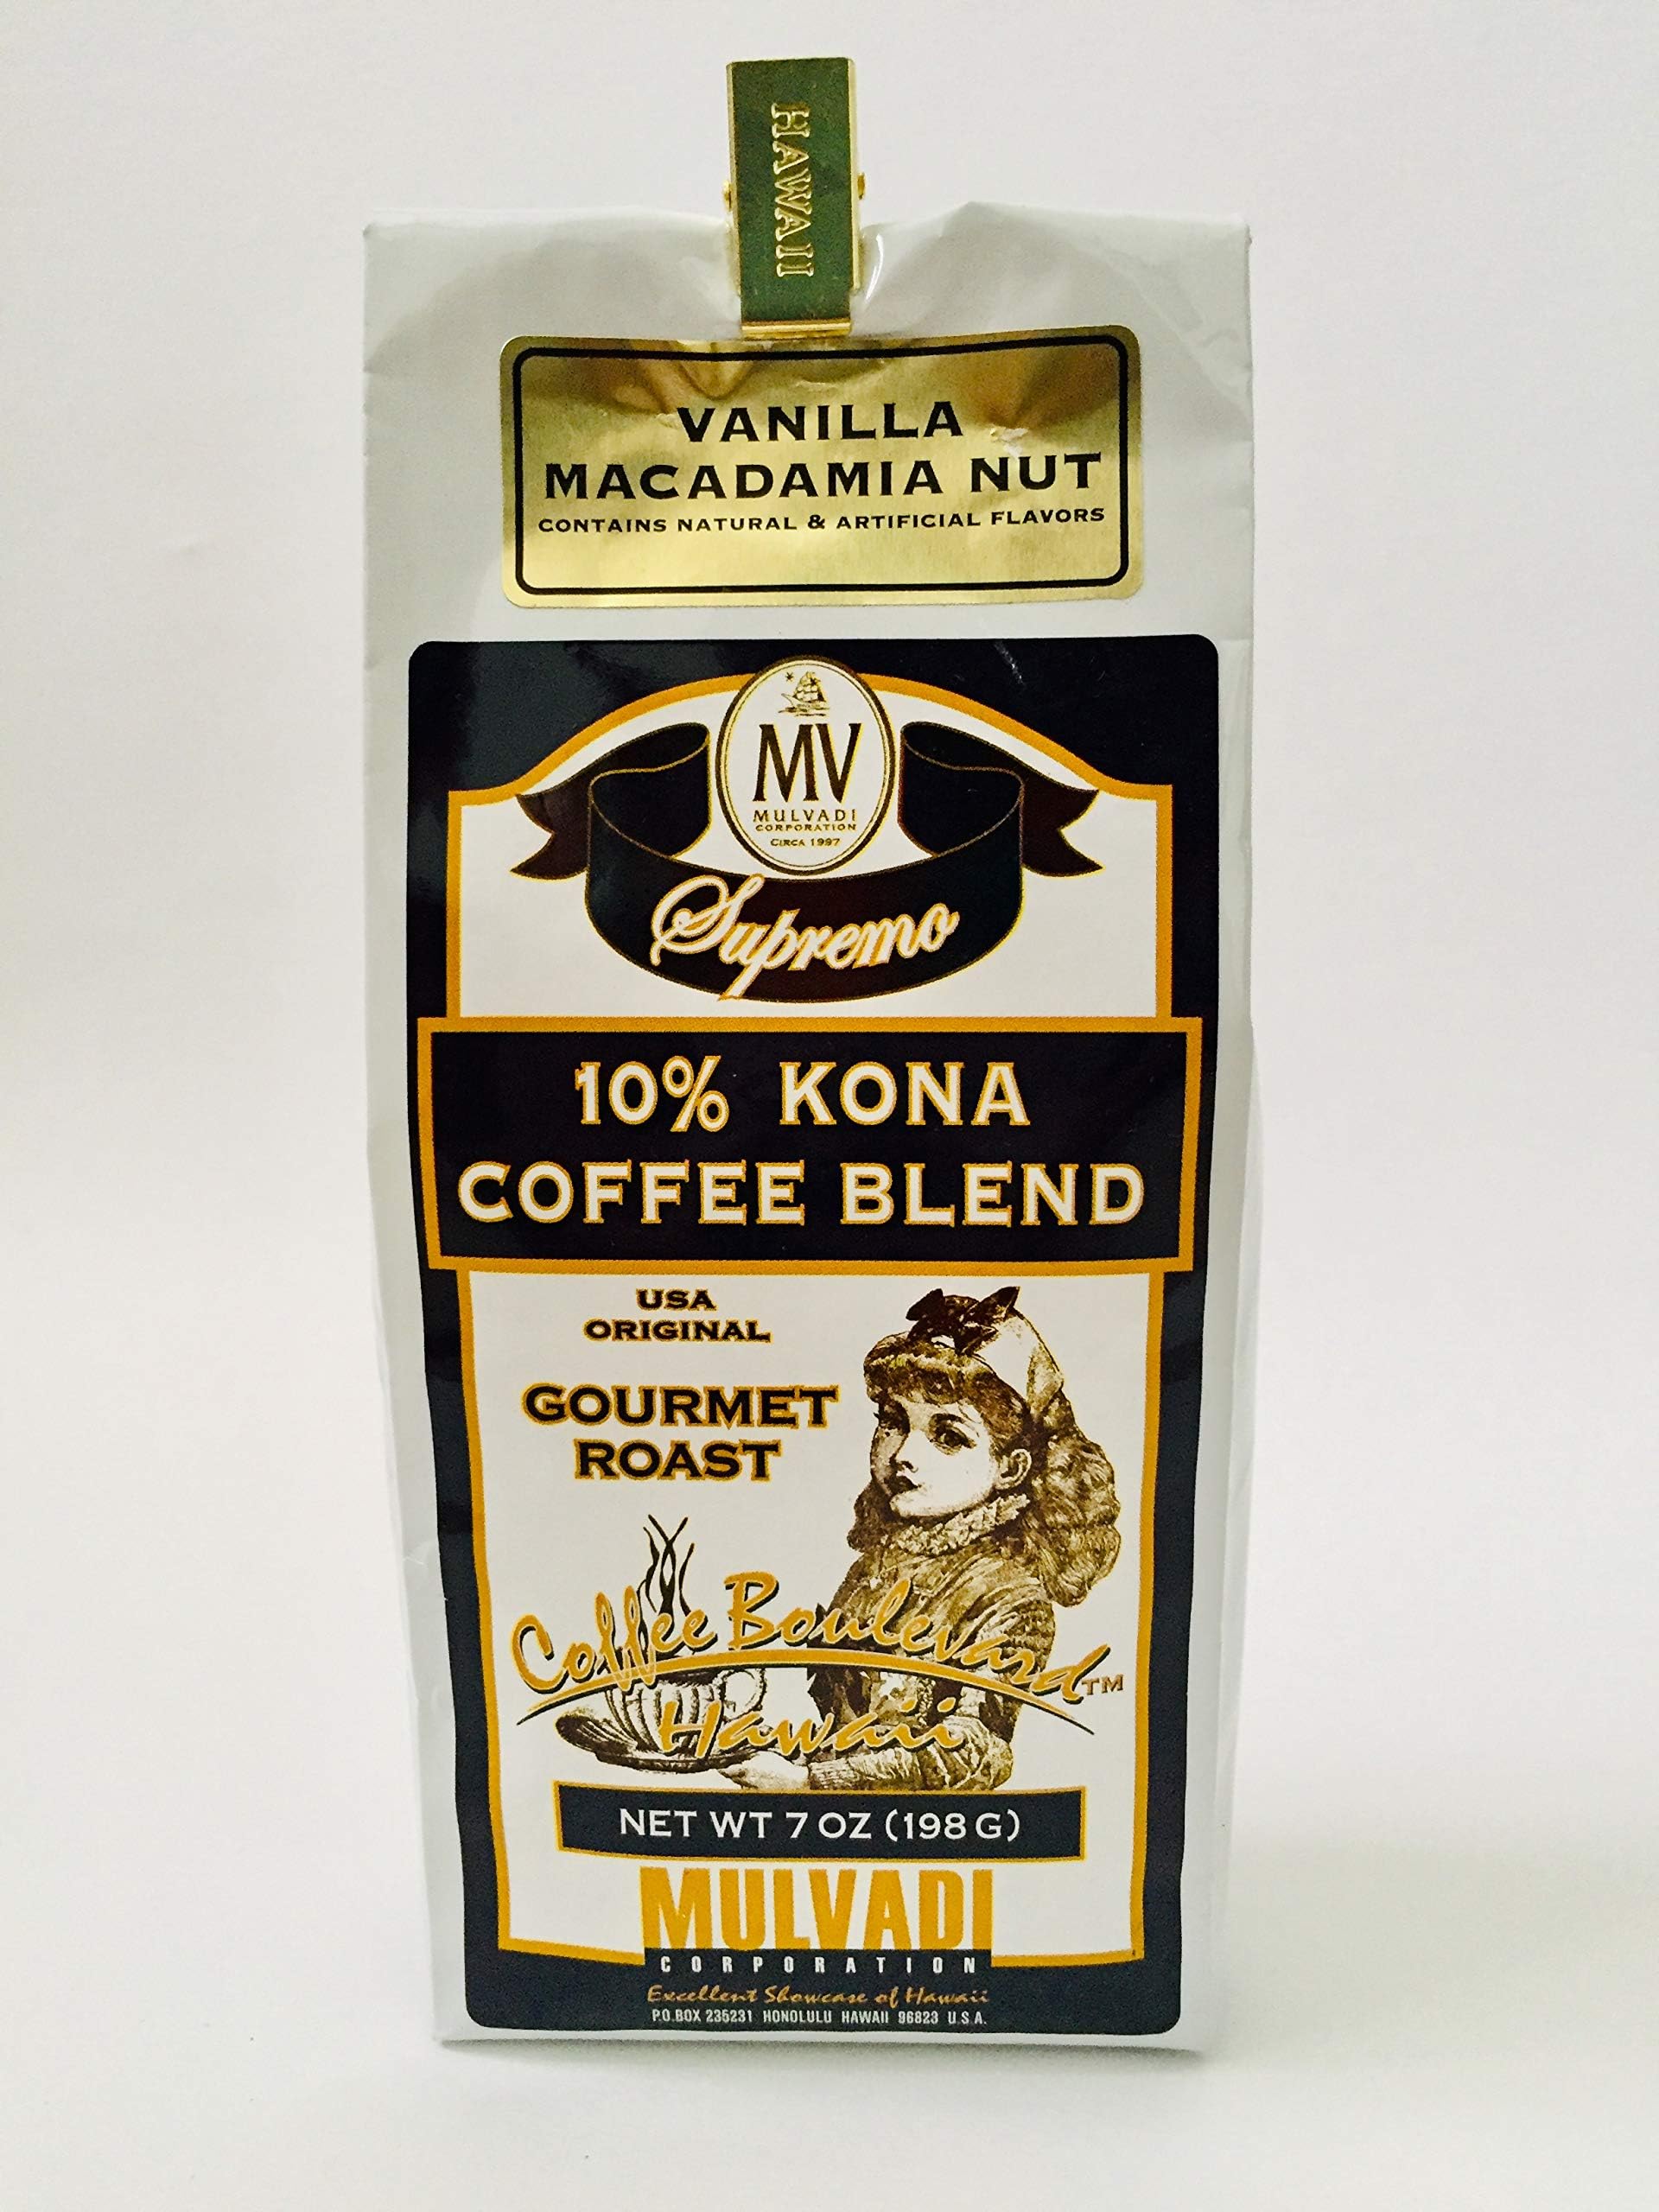 HAWAII
VANILLA
MACADAMIA NUT
CONTAINS NATURAL & ARTIFICIAL FLAVORS
MV
MULVADI
CORPORATION
CIRCA 1997
Supremo
10% KONA
COFFEE BLEND
USA
ORIGINAL
GOURMET
ROAST
Coffee Boulevard™
Hawaii
NET WT 7 OZ (198 G)
MULVADI
CORPORATION
Excellent Showcase of Hawaii
P.O.BOX 235231 HONOLULU HAWAII 96823 U.S.A.